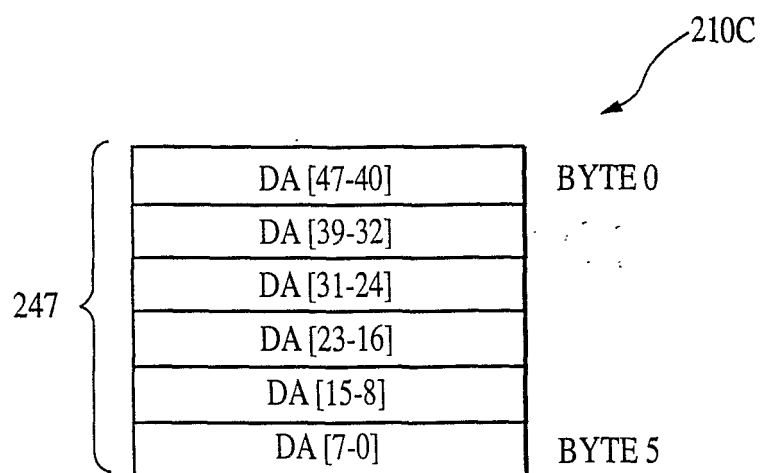 210C
DA [47-40] BYTE 0
DA [39-32]
DA [31-24]
247
DA [23-16]
DA [15-8]
DA [7-0] BYTE 5